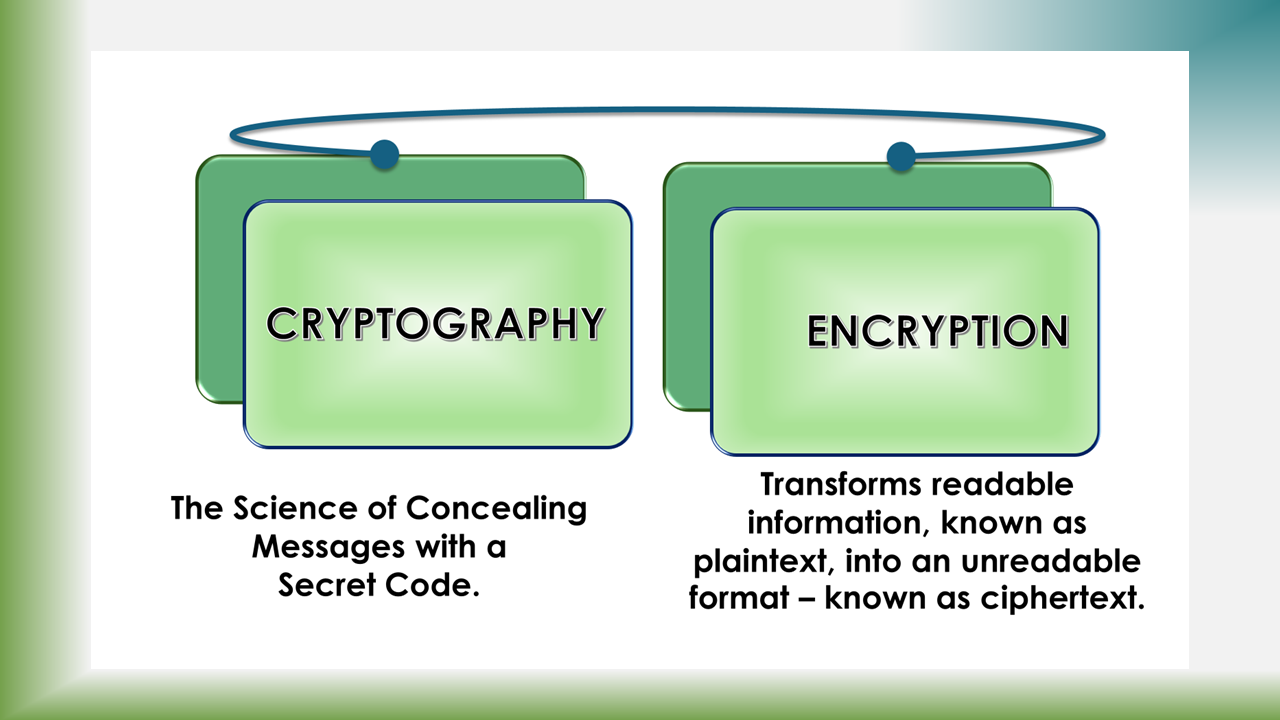 CRYPTOGRAPHY
The Science of Concealing
Messages with a
Secret Code.
ENCRYPTION
Transforms readable
information, known as
plaintext, into an unreadable
format – known as ciphertext.